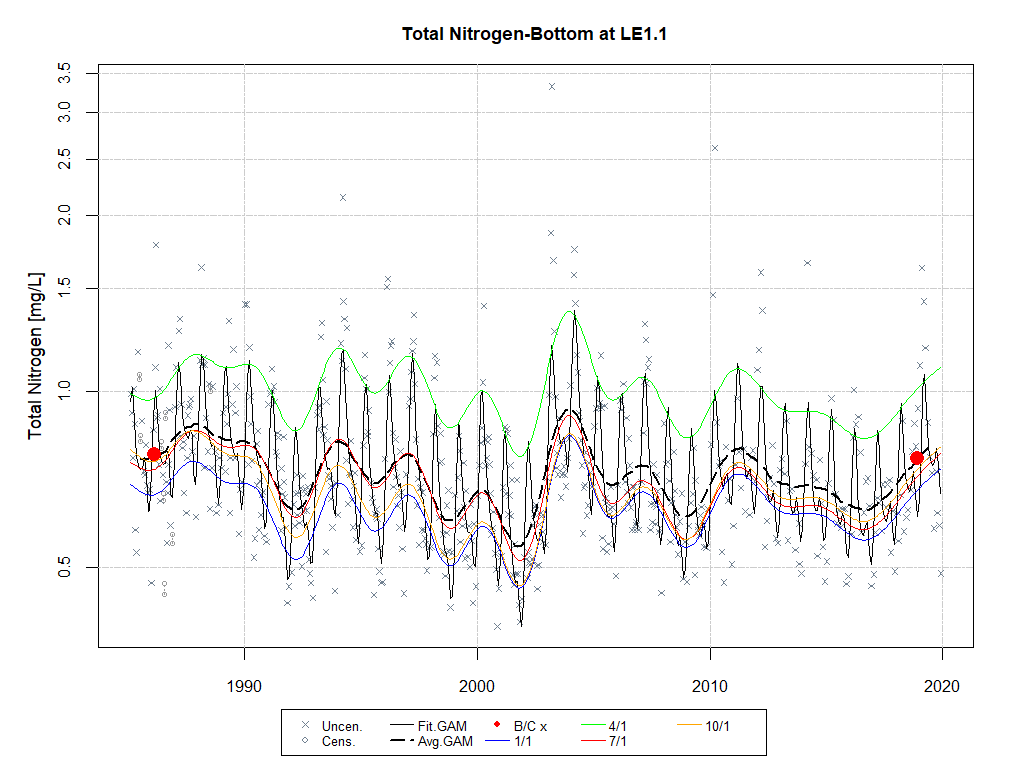 Total Nitrogen-Bottom at LE1.1
Total Nitrogen [mg/L]
3.5
3.0
2.5
2.0
1.5
1.0
0.5
1990 2000 2010 2020
Uncen. Fit.GAM B/C x 4/1 10/1
Cens. Avg.GAM 1/1 7/1